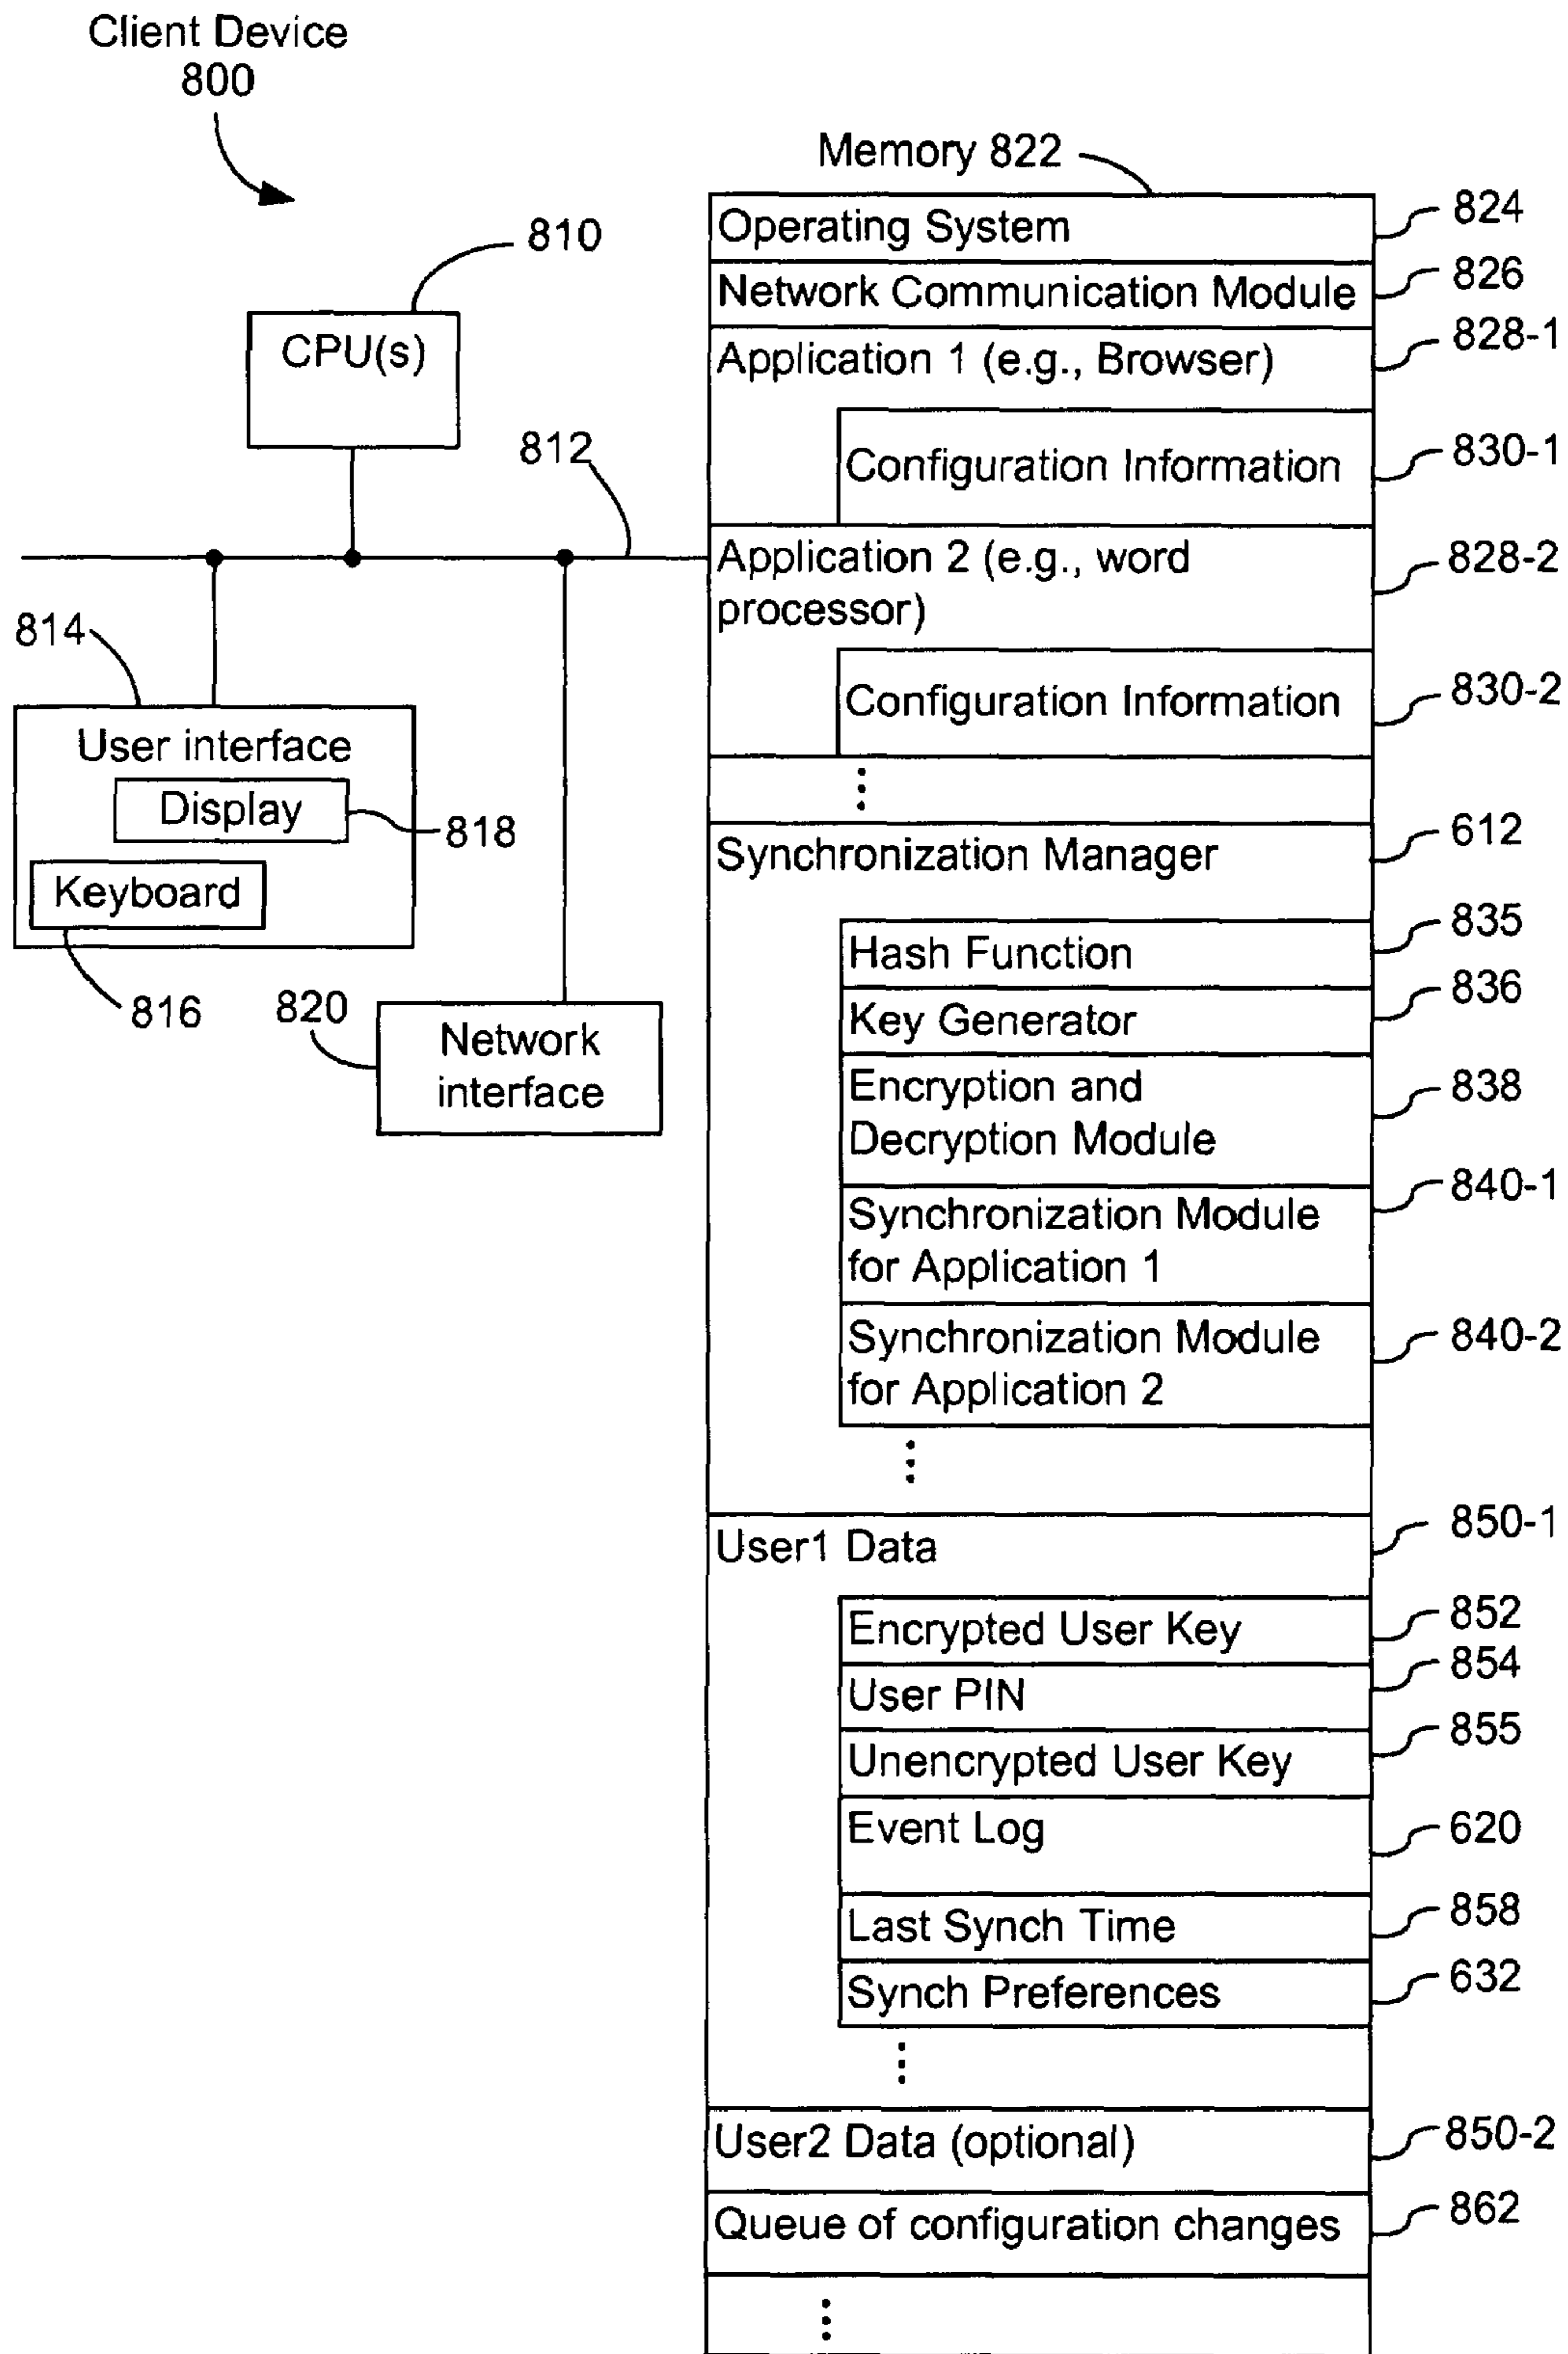 Client Device
800
Memory 822
Operating System
824
Network Communication Module
826
Application 1 (e.g., Browser)
828-1
Configuration Information
830-1
Application 2 (e.g., word
processor)
828-2
Configuration Information
830-2
Synchronization Manager
612
Hash Function
835
Key Generator
836
Encryption and
Decryption Module
838
Synchronization Module
for Application 1
840-1
Synchronization Module
for Application 2
840-2
User1 Data
850-1
Encrypted User Key
852
User PIN
854
Unencrypted User Key
855
Event Log
620
Last Synch Time
858
Synch Preferences
632
User2 Data (optional)
850-2
Queue of configuration changes
862
810
CPU(s)
812
814
User interface
Display
818
Keyboard
816
820
Network
interface